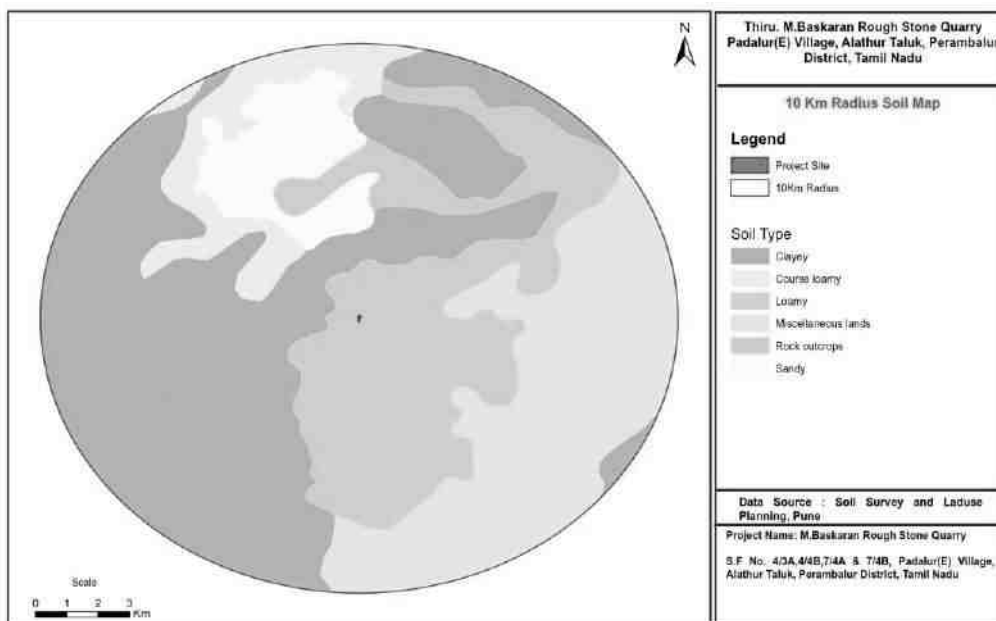 N
Scale
0 1 2 3
Km
Thiru. M.Baskaran Rough Stone Quarry
Padalur(E) Village, Alathur Taluk, Perambalur
District, Tamil Nadu
10 Km Radius Soil Map
Legend
Project Site
10Km Radius
Soil Type
Clayey
Course loamy
Loamy
Miscellaneous lands
Rock outcrops
Sandy
Data Source : Soil Survey and Laduse
Planning, Pune
Project Name: M.Baskaran Rough Stone Quarry
S.F No. 4/3A,4/4B,7/4A & 7/4B, Padalur(E) Village,
Alathur Taluk, Perambalur District, Tamil Nadu